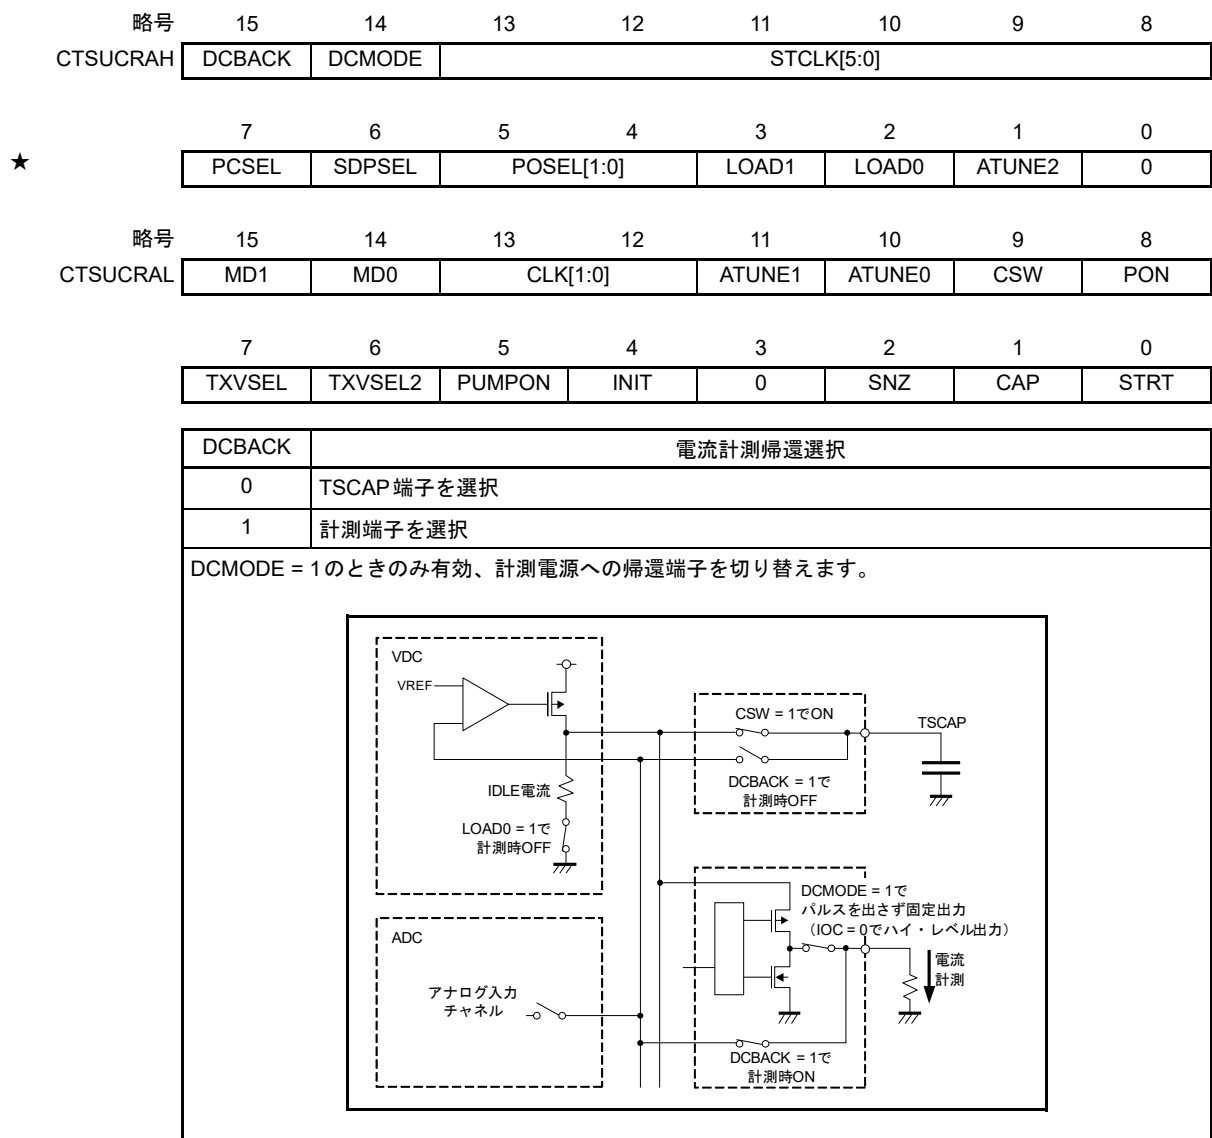 略号 15 14 13 12 11 10 9 8
CTSUCRAH DCBACK DCMODE STCLK[5:0]
7 6 5 4 3 2 1 0
★ PCSEL SDPSEL POSEL[1:0] LOAD1 LOAD0 ATUNE2 0
略号 15 14 13 12 11 10 9 8
CTSUCRAL MD1 MD0 CLK[1:0] ATUNE1 ATUNE0 CSW PON
7 6 5 4 3 2 1 0
TXVSEL TXVSEL2 PUMPON INIT 0 SNZ CAP STRT
DCBACK 電流計測帰還選択
0 TSCAP端子を選択
1 計測端子を選択
DCMODE = 1のときのみ有効、計測電源への帰還端子を切り替えます。
VDC
VREF
IDLE電流
LOAD0 = 1で
計測時OFF
CSW = 1でON
TSCAP
DCBACK = 1で
計測時OFF
ADC
アナログ入力
チャネル
DCMODE = 1で
パルスを出さず固定出力
（IOC = 0でハイ・レベル出力）
電流
計測
DCBACK = 1で
計測時ON